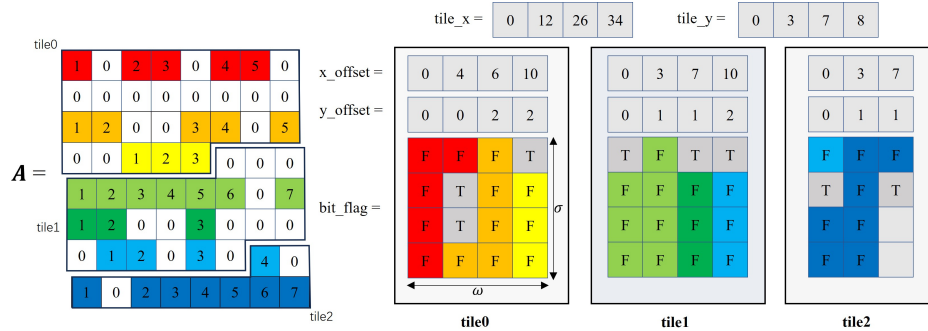 tile_x = 0 12 26 34
tile_y = 0 3 7 8
tile0
1 0 2 3 0 4 5 0
0 0 0 0 0 0 0 0
1 2 0 0 3 4 0 5
0 0 1 2 3 0 0 0
A =
1 2 3 4 5 6 0 7
tile1
1 2 0 0 3 0 0 0
0 1 2 0 3 0 4 0
1 0 2 3 4 5 6 7
tile2
x_offset =
0 4 6 10
y_offset =
0 0 2 2
bit_flag =
F F F T
F T F F
F T F F
F F F F
σ
ω
tile0
0 3 7 10
0 1 1 2
T F T T
F F F F
F F F F
F F F F
tile1
0 3 7
0 1 1
F F F
T F T
F F
F F
tile2